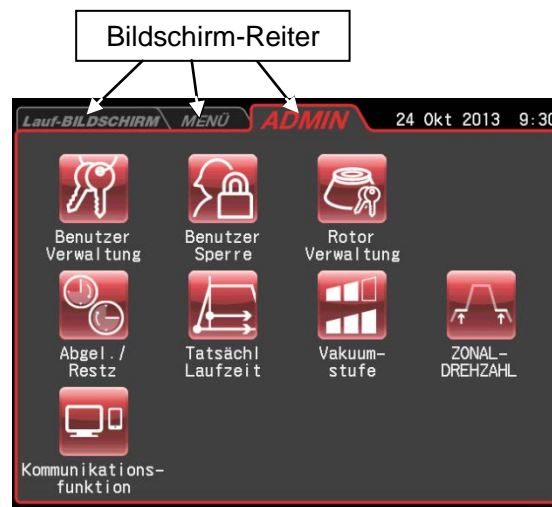 Bildschirm-Reiter
Lauf-BILDSCHIRM MENÜ ADMIN 24 Okt 2013 9:30
Benutzer Verwaltung
Benutzer Sperre
Rotor Verwaltung
Abgel./ Restz
Tatsächl Laufzeit
Vakuum- stufe
ZONAL- DREHZAHL
Kommunikations- funktion